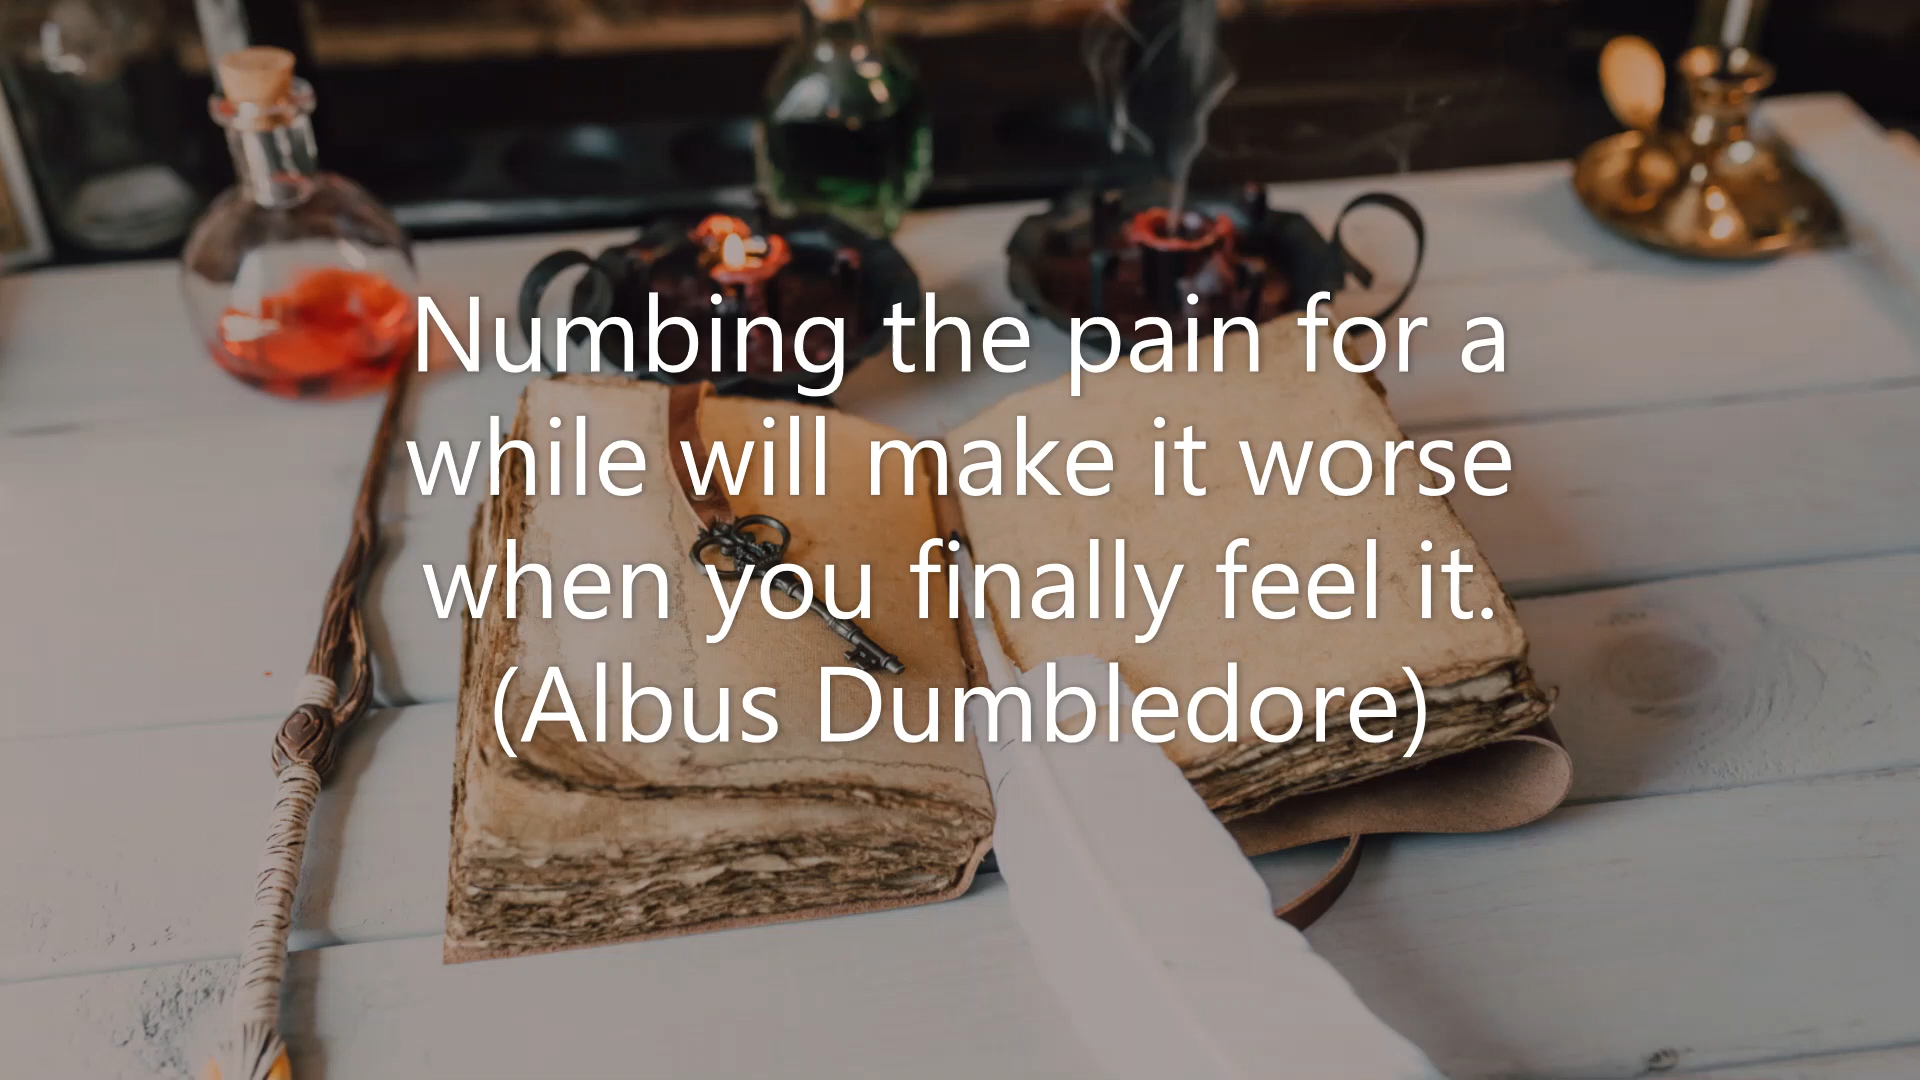 Numbing the pain for a
while will make it worse
when you finally feel it.
(Albus Dumbledore)